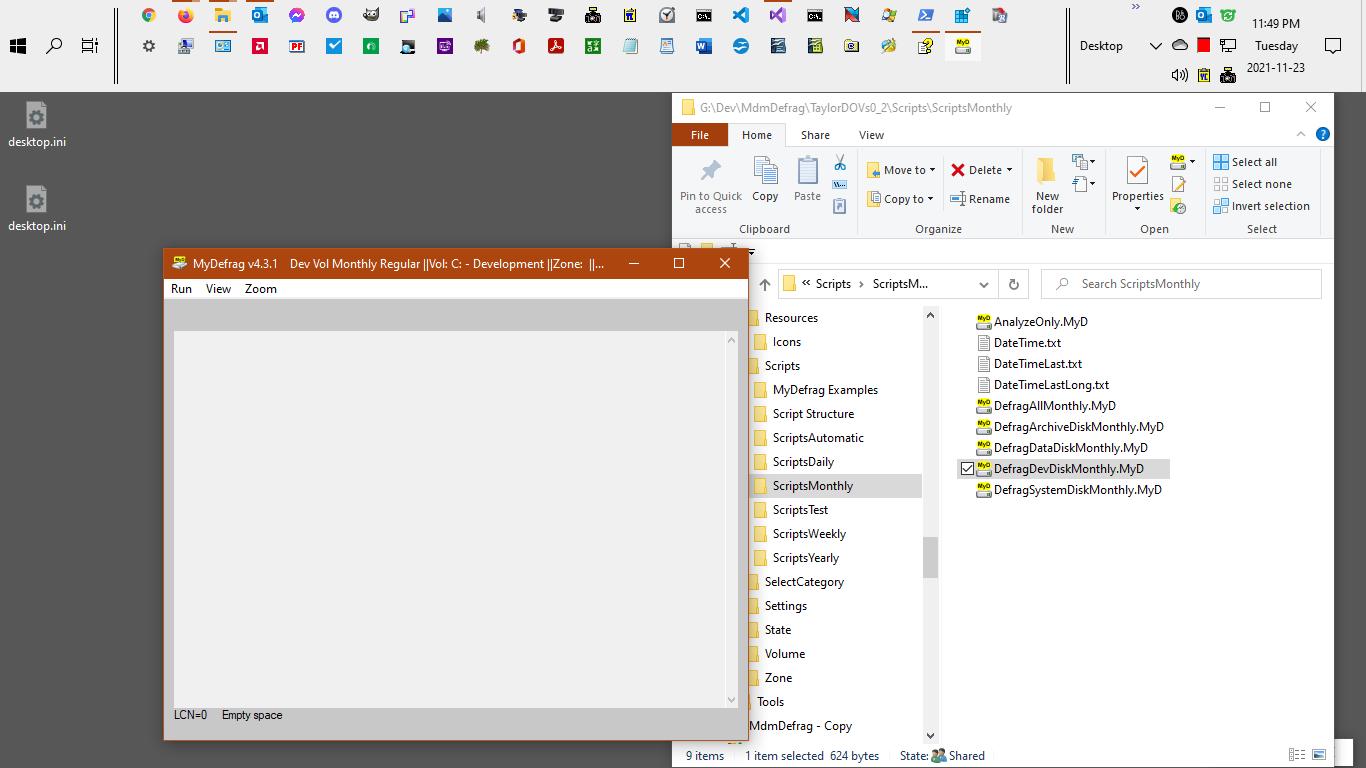 11:49 PM
Desktop
Tuesday
2021-11-23
desktop.ini
desktop.ini
G:\Dev\MdmDefrag\TaylorDOVs0_2\Scripts\ScriptsMonthly
File Home Share View
Pin to Quick access
Copy
Paste
Move to
Copy to
Delete
Rename
New folder
Properties
Select all
Select none
Invert selection
Clipboard Organize New Open Select
Scripts › ScriptsM...
Search ScriptsMonthly
MyDefrag v4.3.1 Dev Vol Monthly Regular ||Vol: C: - Development ||Zone: ||...
Run View Zoom
LCN=0 Empty space
Resources
Icons
Scripts
MyDefrag Examples
Script Structure
ScriptsAutomatic
ScriptsDaily
ScriptsMonthly
ScriptsTest
ScriptsWeekly
ScriptsYearly
SelectCategory
Settings
State
Volume
Zone
Tools
MdmDefrag - Copy
AnalyzeOnly.MyD
DateTime.txt
DateTimeLast.txt
DateTimeLastLong.txt
DefragAllMonthly.MyD
DefragArchiveDiskMonthly.MyD
DefragDataDiskMonthly.MyD
DefragDevDiskMonthly.MyD
DefragSystemDiskMonthly.MyD
9 items 1 item selected 624 bytes State: Shared